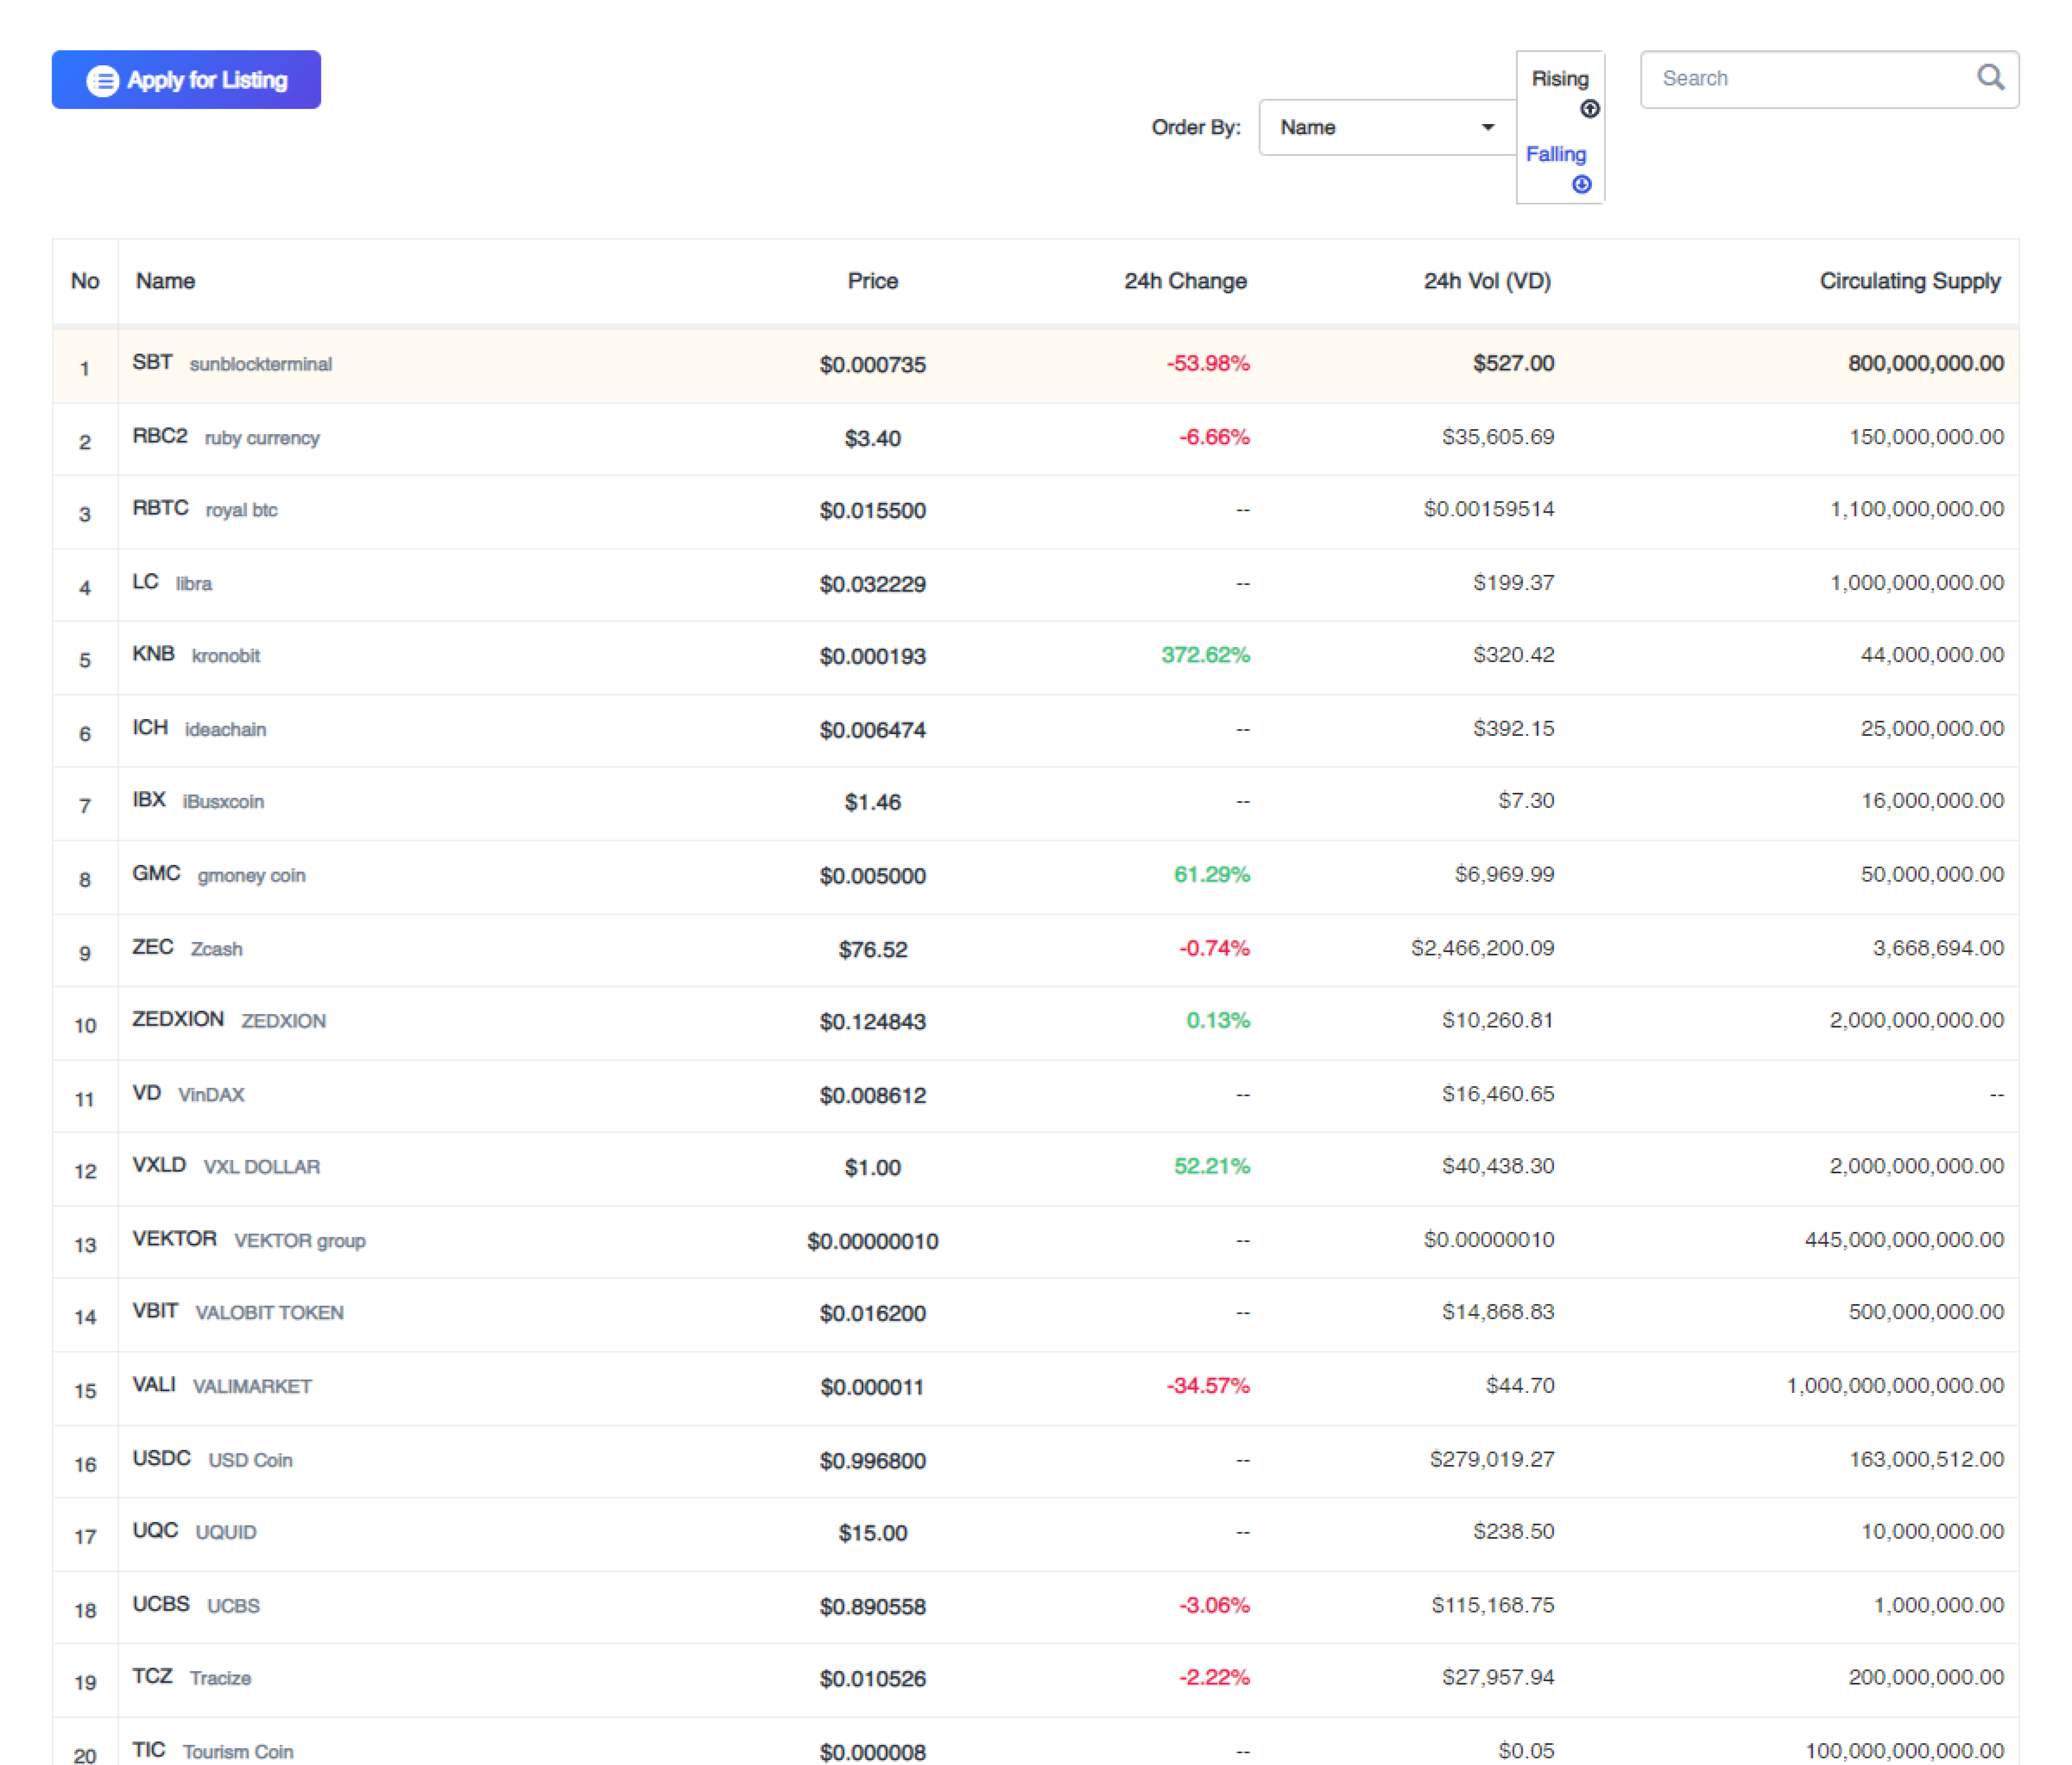 Apply for Listing
Rising
Search
Order By: Name
Falling
No Name Price 24h Change 24h Vol (VD) Circulating Supply
1 SBT sunblockterminal $0.000735 -53.98% $527.00 800,000,000.00
2 RBC2 ruby currency $3.40 -6.66% $35,605.69 150,000,000.00
3 RBTC royal btc $0.015500 -- $0.00159514 1,100,000,000.00
4 LC libra $0.032229 -- $199.37 1,000,000,000.00
5 KNB kronobit $0.000193 372.62% $320.42 44,000,000.00
6 ICH ideachain $0.006474 -- $392.15 25,000,000.00
7 IBX iBusxcoin $1.46 -- $7.30 16,000,000.00
8 GMC gmoney coin $0.005000 61.29% $6,969.99 50,000,000.00
9 ZEC Zcash $76.52 -0.74% $2,466,200.09 3,668,694.00
10 ZEDXION ZEDXION $0.124843 0.13% $10,260.81 2,000,000,000.00
11 VD VinDAX $0.008612 -- $16,460.65 --
12 VXLD VXL DOLLAR $1.00 52.21% $40,438.30 2,000,000,000.00
13 VEKTOR VEKTOR group $0.00000010 -- $0.00000010 445,000,000,000.00
14 VBIT VALOBIT TOKEN $0.016200 -- $14,868.83 500,000,000.00
15 VALI VALIMARKET $0.000011 -34.57% $44.70 1,000,000,000,000.00
16 USDC USD Coin $0.996800 -- $279,019.27 163,000,512.00
17 UQC UQUID $15.00 -- $238.50 10,000,000.00
18 UCBS UCBS $0.890558 -3.06% $115,168.75 1,000,000.00
19 TCZ Tracize $0.010526 -2.22% $27,957.94 200,000,000.00
20 TIC Tourism Coin $0.000008 -- $0.05 100,000,000,000.00